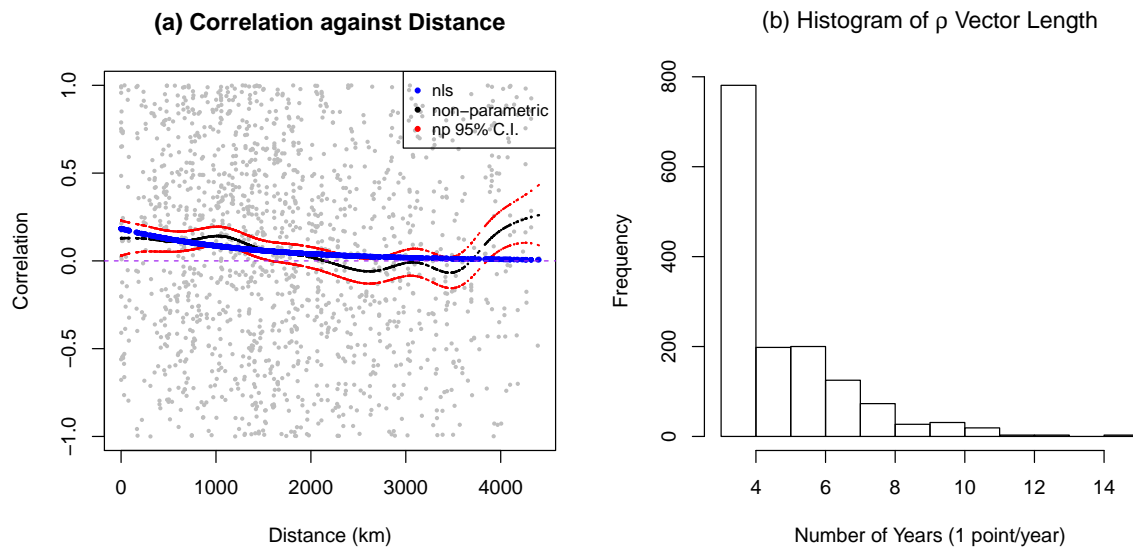 (a) Correlation against Distance
Correlation
1.0
0.5
0.0
−0.5
−1.0
nls
non−parametric
np 95% C.I.
0 1000 2000 3000 4000
Distance (km)
(b) Histogram of ρ Vector Length
Frequency
800
600
400
200
0
4 6 8 10 12 14
Number of Years (1 point/year)